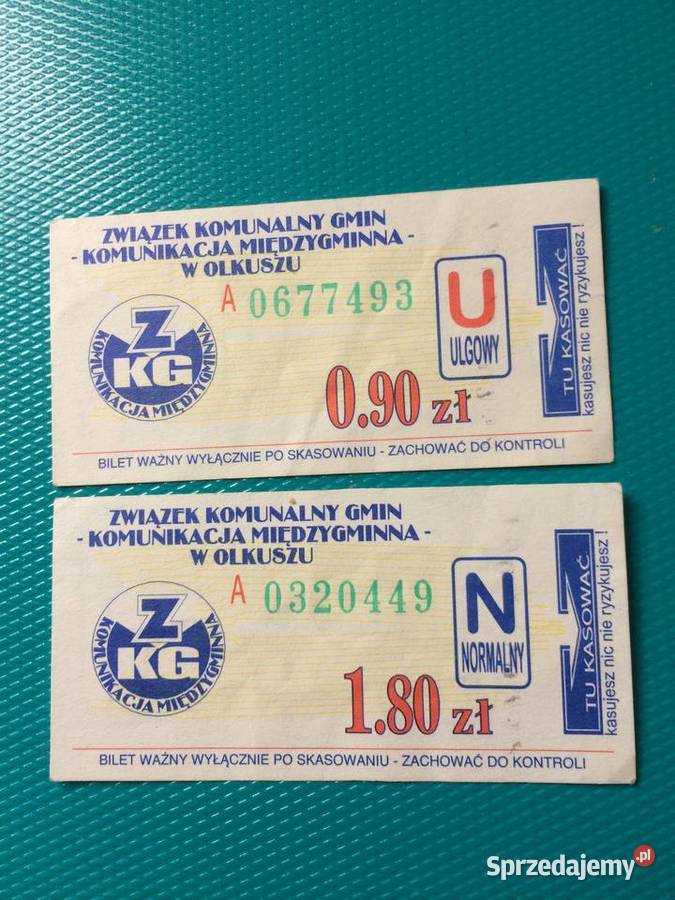 ZWIĄZEK KOMUNALNY GMIN
- KOMUNIKACJA MIĘDZYGMINNA -
W OLKUSZU
A 0677493
Z
KG
KOMUNIKACJA MIĘDZYGMINNA
U
ULGOWY
0.90 zł
TU KASOWAĆ
kasujesz nic nie ryzykujesz !
BILET WAŻNY WYŁĄCZNIE PO SKASOWANIU - ZACHOWAĆ DO KONTROLI
ZWIĄZEK KOMUNALNY GMIN
- KOMUNIKACJA MIĘDZYGMINNA -
W OLKUSZU
A 0320449
Z
KG
KOMUNIKACJA MIĘDZYGMINNA
N
NORMALNY
1.80 zł
TU KASOWAĆ
kasujesz nic nie ryzykujesz !
BILET WAŻNY WYŁĄCZNIE PO SKASOWANIU - ZACHOWAĆ DO KONTROLI
Sprzedajemy.pl